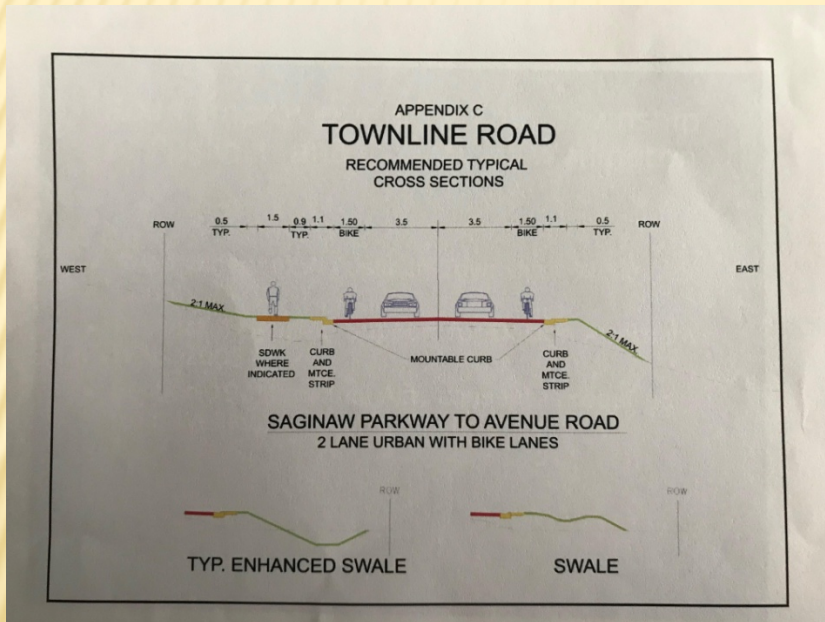 APPENDIX C
TOWNLINE ROAD
RECOMMENDED TYPICAL
CROSS SECTIONS
ROW 0.5 1.5 0.9 1.1 1.50 3.5 3.5 1.50 1.1 0.5 ROW
TYP. TYP. BIKE BIKE TYP.
WEST EAST
2:1 MAX. 2:1 MAX.
SDWK
WHERE
INDICATED
CURB
AND
MTCE.
STRIP
MOUNTABLE CURB
CURB
AND
MTCE.
STRIP
SAGINAW PARKWAY TO AVENUE ROAD
2 LANE URBAN WITH BIKE LANES
ROW ROW
TYP. ENHANCED SWALE SWALE